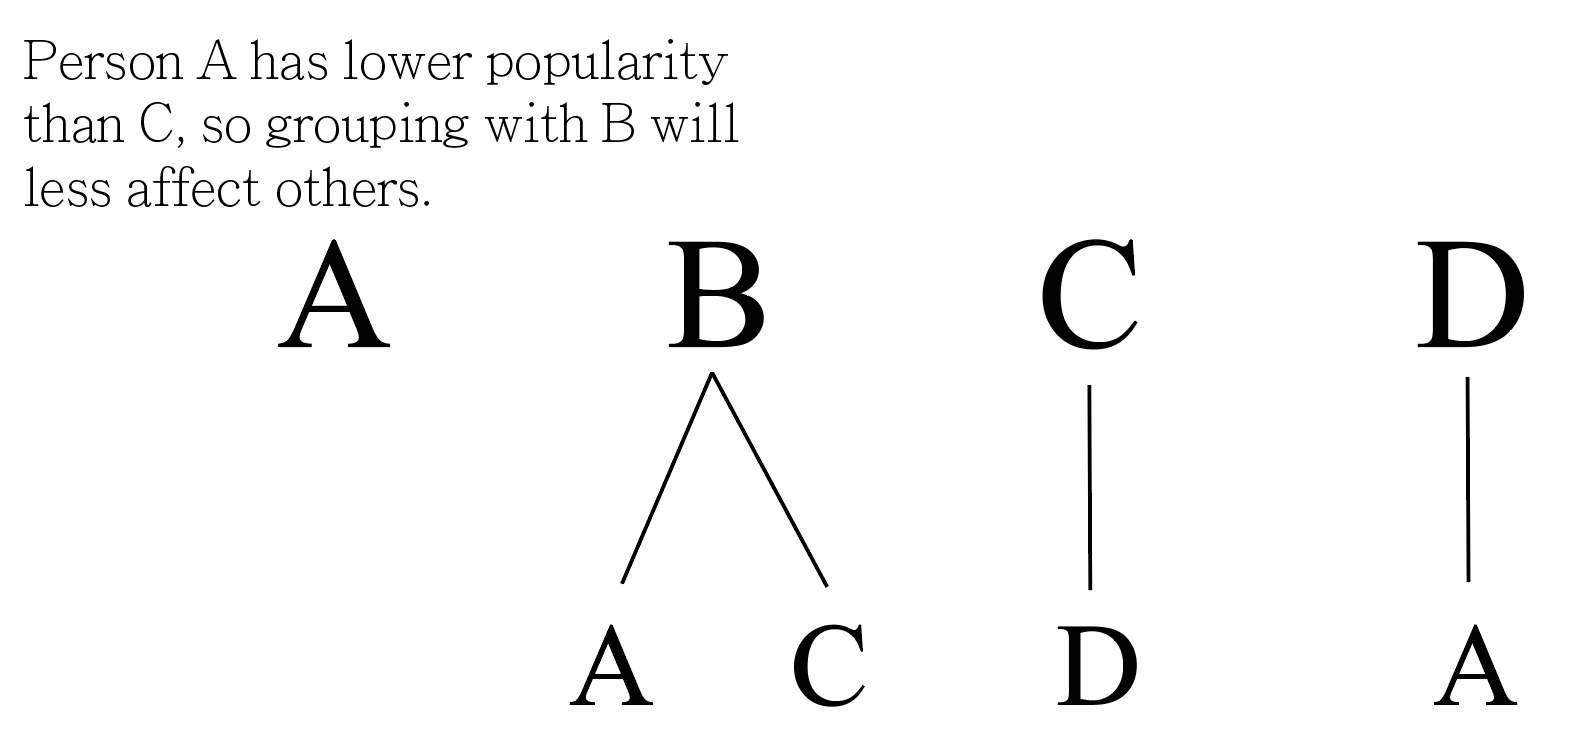 Person A has lower popularity
than C, so grouping with B will
less affect others.
A B C D
A C D A